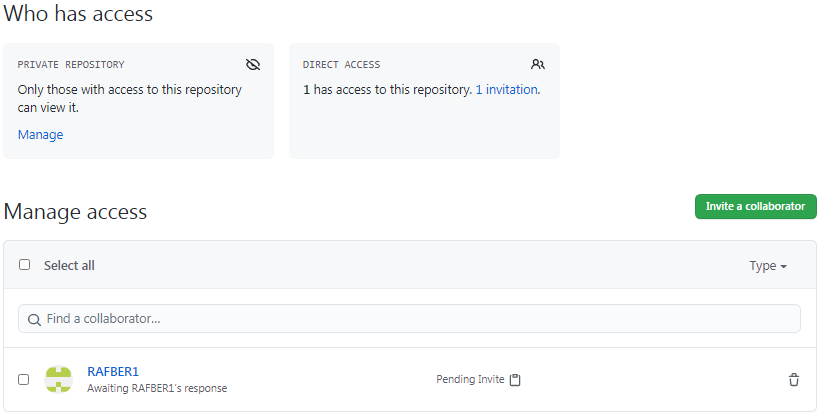 Who has access
PRIVATE REPOSITORY
Only those with access to this repository
can view it.
Manage
DIRECT ACCESS
1 has access to this repository. 1 invitation.
Manage access
Invite a collaborator
Select all
Type
Find a collaborator...
RAFBER1
Awaiting RAFBER1's response
Pending Invite